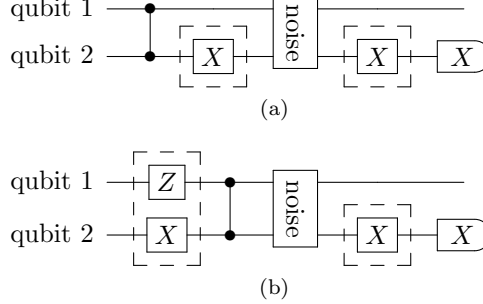 qubit 1
qubit 2
X
noise
X
X
(a)
qubit 1
qubit 2
Z
X
noise
X
X
(b)